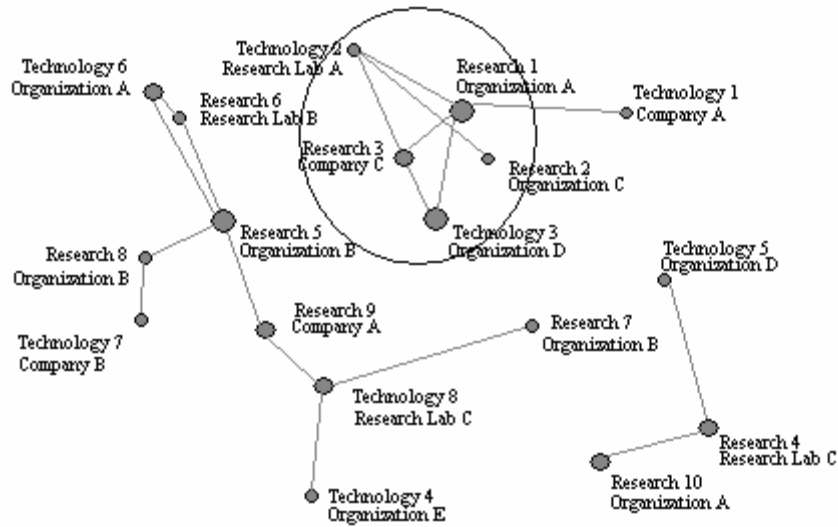 Technology 2
Research Lab A
Technology 6
Organization A
Research 1
Organization A
Technology 1
Company A
Research 6
Research Lab B
Research 3
Company C
Research 2
Organization C
Research 5
Organization B
Technology 3
Organization D
Research 8
Organization B
Technology 5
Organization D
Research 9
Company A
Research 7
Organization B
Technology 7
Company B
Technology 8
Research Lab C
Research 4
Research Lab C
Research 10
Organization A
Technology 4
Organization E